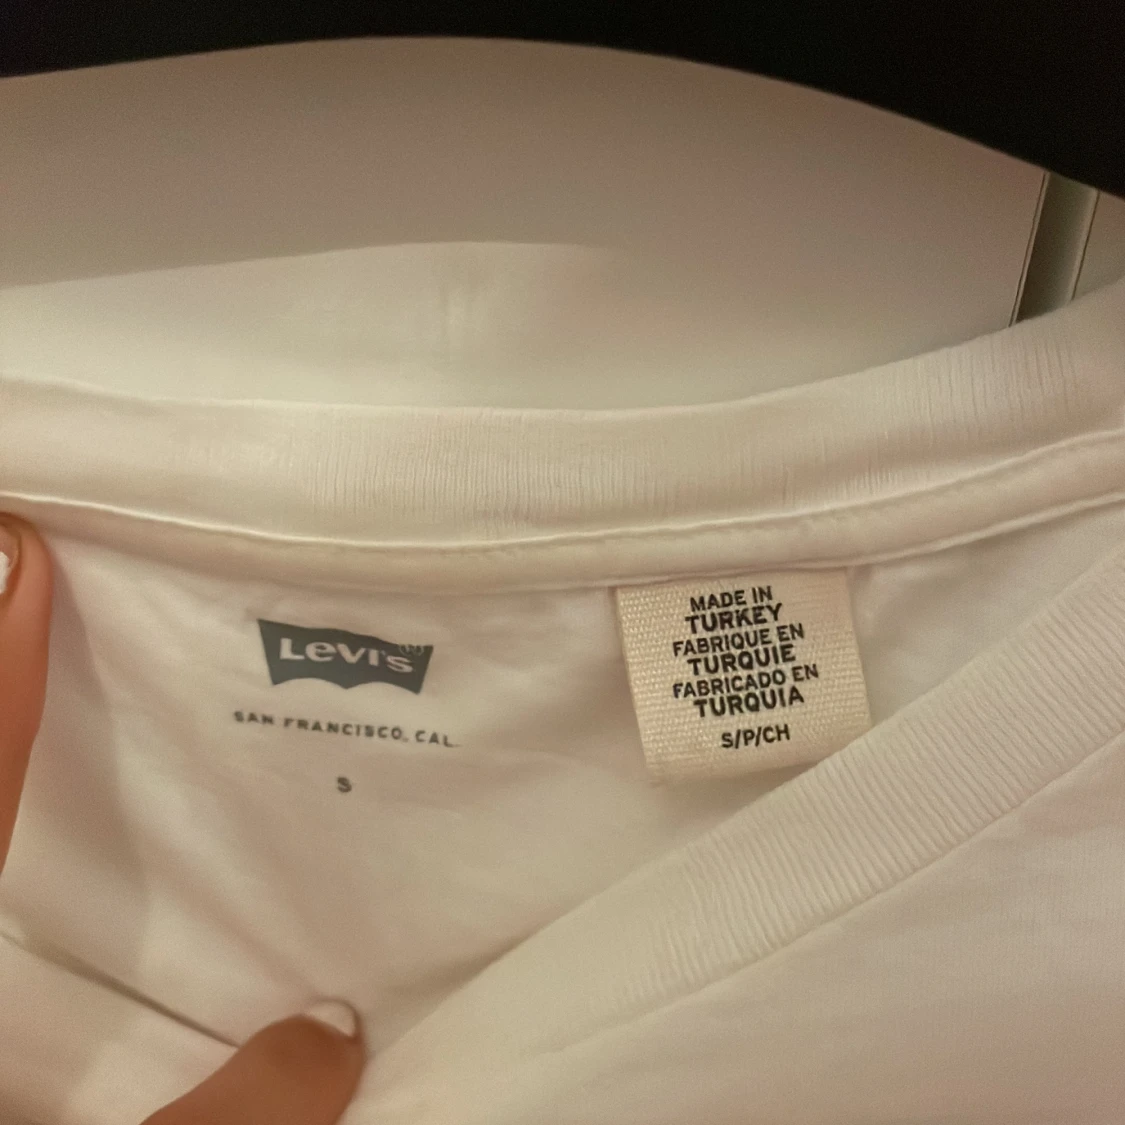 Levi's®
SAN FRANCISCO, CAL.
S
MADE IN
TURKEY
FABRIQUE EN
TURQUIE
FABRICADO EN
TURQUIA
S/P/CH